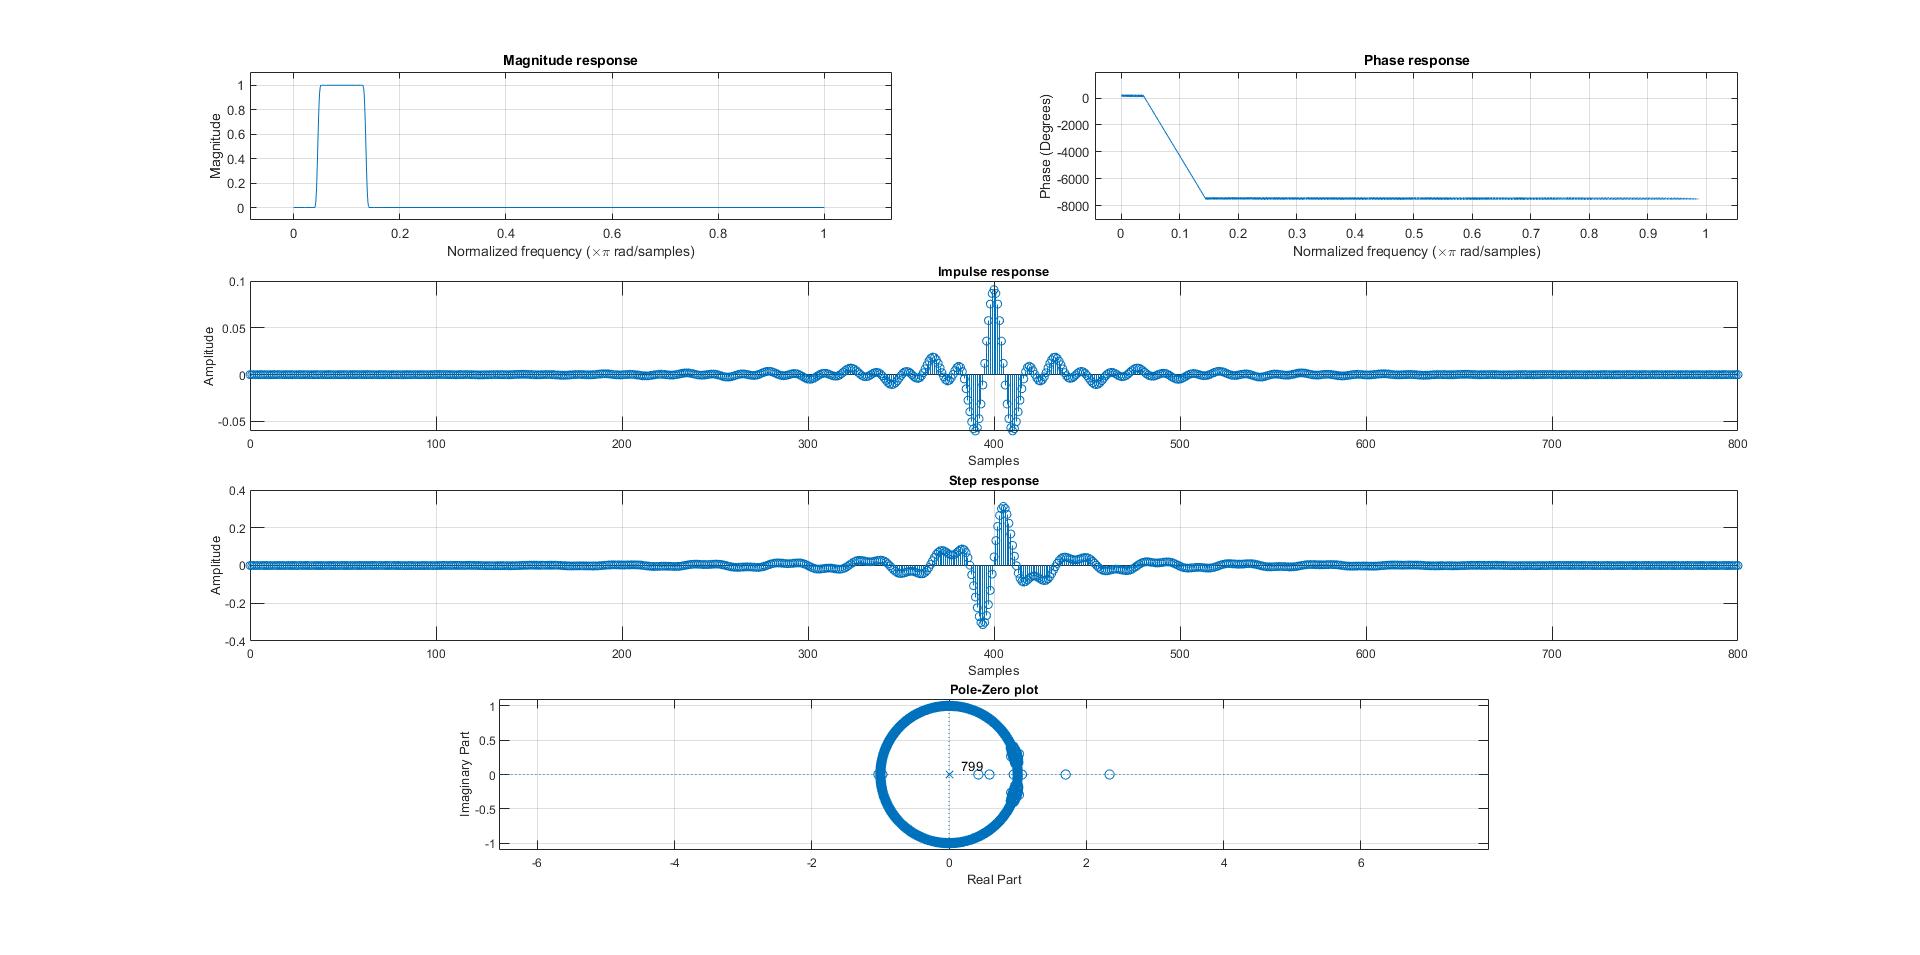 Magnitude response
Magnitude
1
0.8
0.6
0.4
0.2
0
0 0.2 0.4 0.6 0.8 1
Normalized frequency (×π rad/samples)
Phase response
Phase (Degrees)
0
-2000
-4000
-6000
-8000
0 0.1 0.2 0.3 0.4 0.5 0.6 0.7 0.8 0.9 1
Normalized frequency (×π rad/samples)
Impulse response
Amplitude
0.1
0.05
0
-0.05
0 100 200 300 400 500 600 700 800
Samples
Step response
Amplitude
0.4
0.2
0
-0.2
-0.4
0 100 200 300 400 500 600 700 800
Samples
Pole-Zero plot
Imaginary Part
1
0.5
0
-0.5
-1
799
-6 -4 -2 0 2 4 6
Real Part